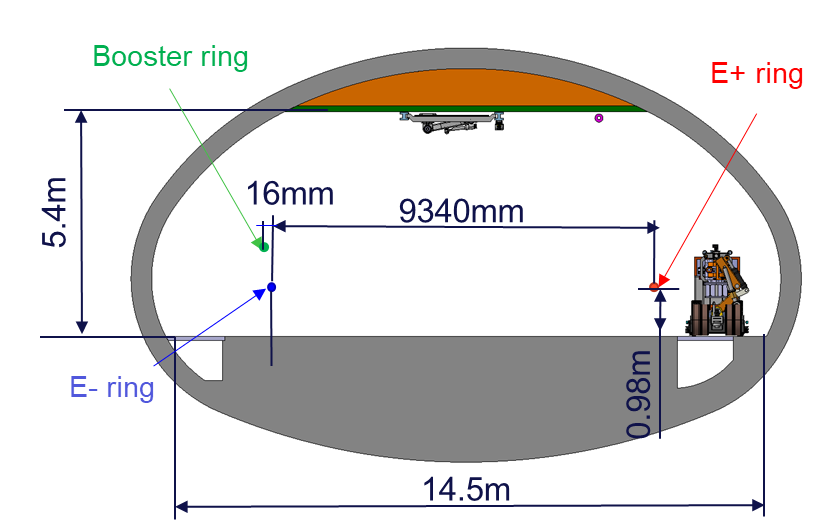 Booster ring
E+ ring
16mm
9340mm
5.4m
E- ring
0.98m
14.5m